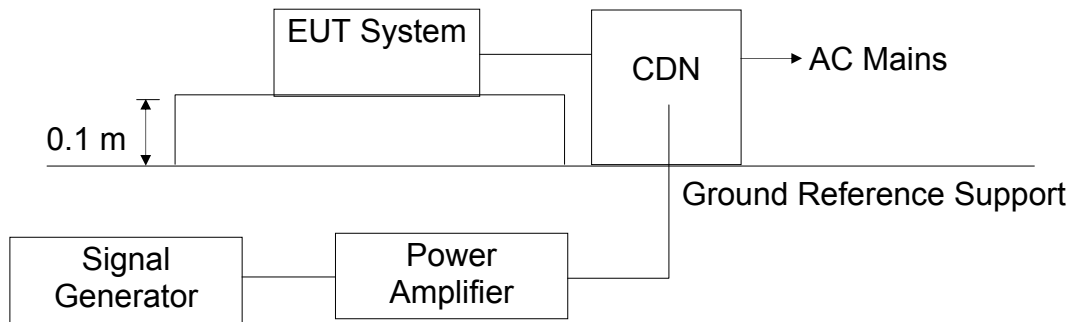 EUT System
CDN
AC Mains
0.1 m
Ground Reference Support
Signal
Generator
Power
Amplifier